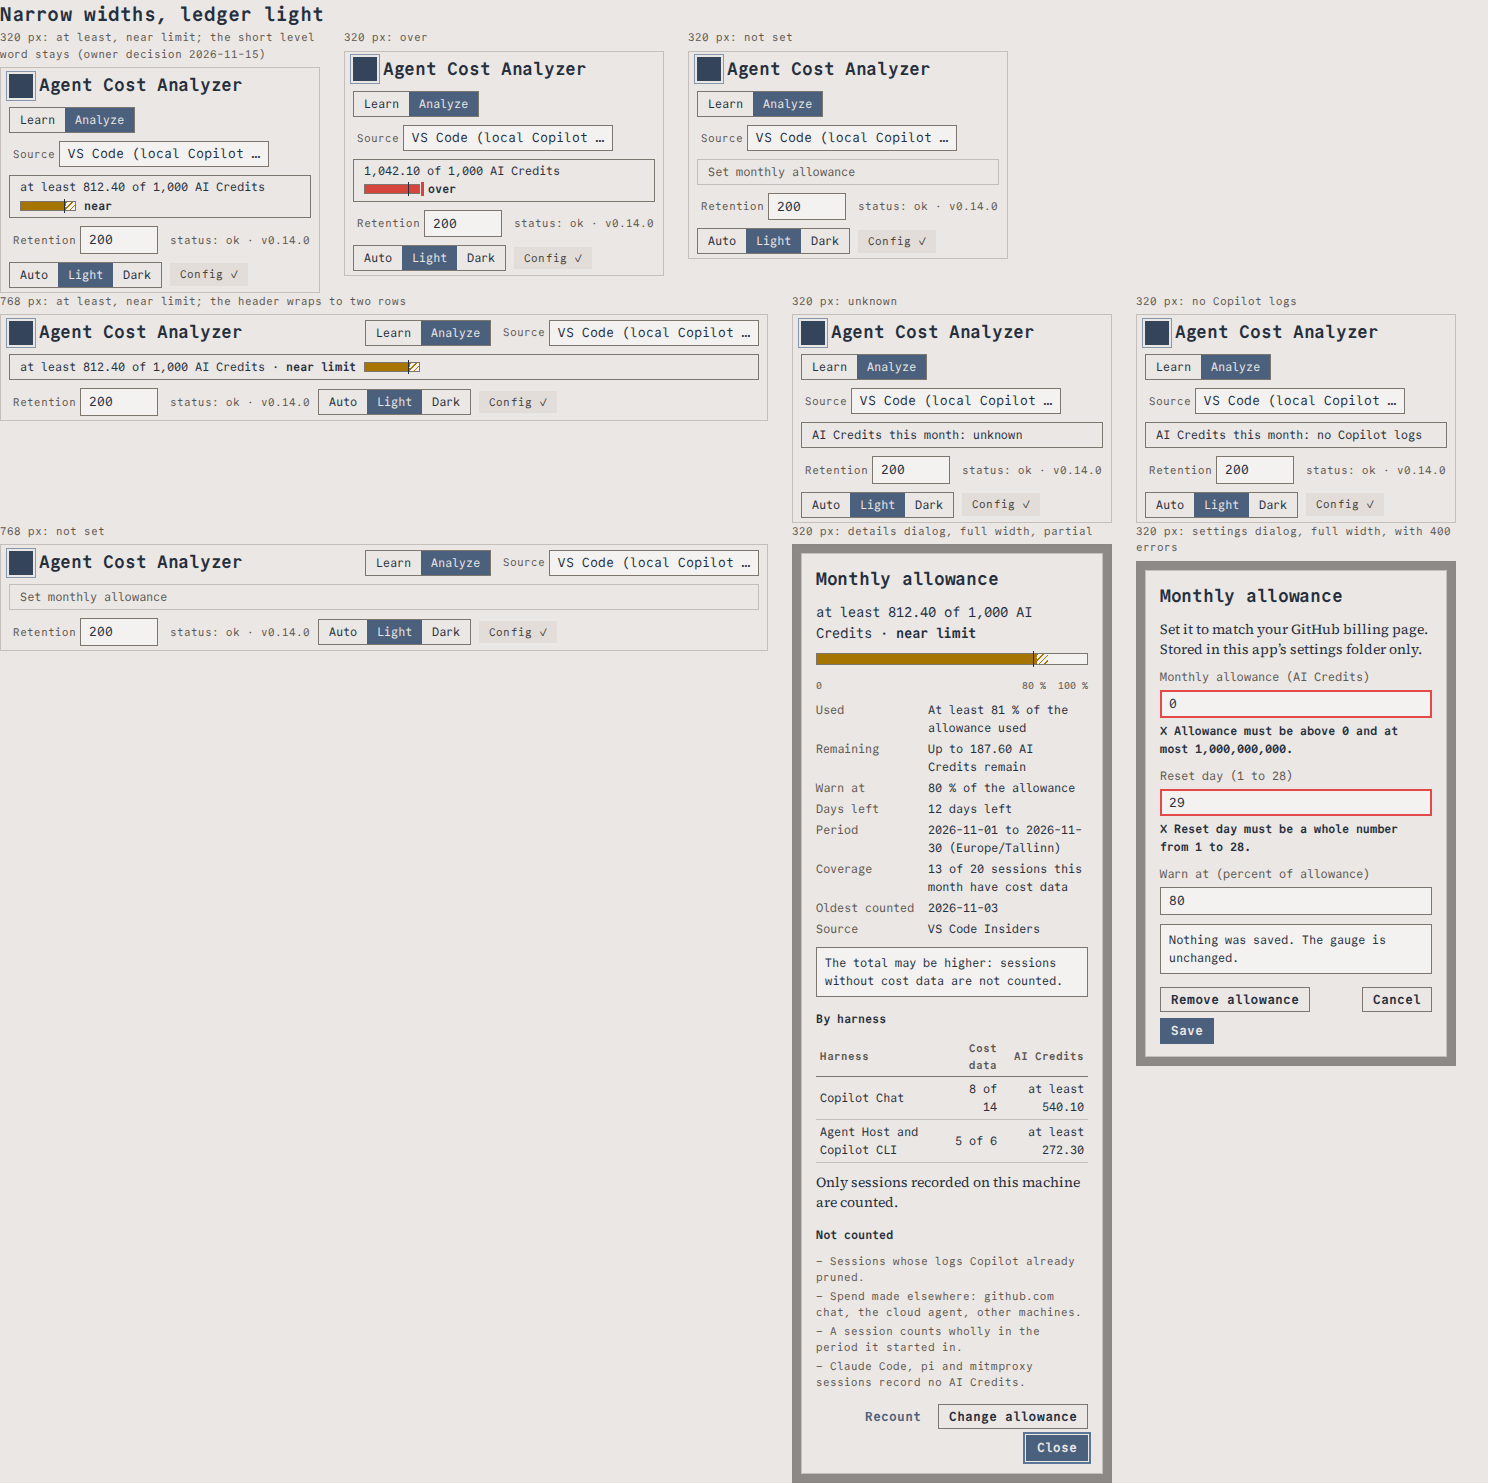 Narrow widths, ledger light
320 px: at least, near limit; the short level
word stays (owner decision 2026-11-15)
Agent Cost Analyzer
Learn Analyze
Source VS Code (local Copilot …
at least 812.40 of 1,000 AI Credits
near
Retention 200 status: ok · v0.14.0
Auto Light Dark Config ✓
320 px: over
Agent Cost Analyzer
Learn Analyze
Source VS Code (local Copilot …
1,042.10 of 1,000 AI Credits
over
Retention 200 status: ok · v0.14.0
Auto Light Dark Config ✓
320 px: not set
Agent Cost Analyzer
Learn Analyze
Source VS Code (local Copilot …
Set monthly allowance
Retention 200 status: ok · v0.14.0
Auto Light Dark Config ✓
768 px: at least, near limit; the header wraps to two rows
Agent Cost Analyzer Learn Analyze Source VS Code (local Copilot …
at least 812.40 of 1,000 AI Credits · near limit
Retention 200 status: ok · v0.14.0 Auto Light Dark Config ✓
320 px: unknown
Agent Cost Analyzer
Learn Analyze
Source VS Code (local Copilot …
AI Credits this month: unknown
Retention 200 status: ok · v0.14.0
Auto Light Dark Config ✓
320 px: no Copilot logs
Agent Cost Analyzer
Learn Analyze
Source VS Code (local Copilot …
AI Credits this month: no Copilot logs
Retention 200 status: ok · v0.14.0
Auto Light Dark Config ✓
768 px: not set
Agent Cost Analyzer Learn Analyze Source VS Code (local Copilot …
Set monthly allowance
Retention 200 status: ok · v0.14.0 Auto Light Dark Config ✓
320 px: details dialog, full width, partial
Monthly allowance
at least 812.40 of 1,000 AI
Credits · near limit
0 80 % 100 %
Used At least 81 % of the
allowance used
Remaining Up to 187.60 AI
Credits remain
Warn at 80 % of the allowance
Days left 12 days left
Period 2026-11-01 to 2026-11-
30 (Europe/Tallinn)
Coverage 13 of 20 sessions this
month have cost data
Oldest counted 2026-11-03
Source VS Code Insiders
The total may be higher: sessions
without cost data are not counted.
By harness
Harness Cost data AI Credits
Copilot Chat 8 of 14 at least 540.10
Agent Host and Copilot CLI 5 of 6 at least 272.30
Only sessions recorded on this machine
are counted.
Not counted
– Sessions whose logs Copilot already
pruned.
– Spend made elsewhere: github.com
chat, the cloud agent, other machines.
– A session counts wholly in the
period it started in.
– Claude Code, pi and mitmproxy
sessions record no AI Credits.
Recount Change allowance
Close
320 px: settings dialog, full width, with 400
errors
Monthly allowance
Set it to match your GitHub billing page.
Stored in this app’s settings folder only.
Monthly allowance (AI Credits)
0
X Allowance must be above 0 and at
most 1,000,000,000.
Reset day (1 to 28)
29
X Reset day must be a whole number
from 1 to 28.
Warn at (percent of allowance)
80
Nothing was saved. The gauge is
unchanged.
Remove allowance Cancel
Save